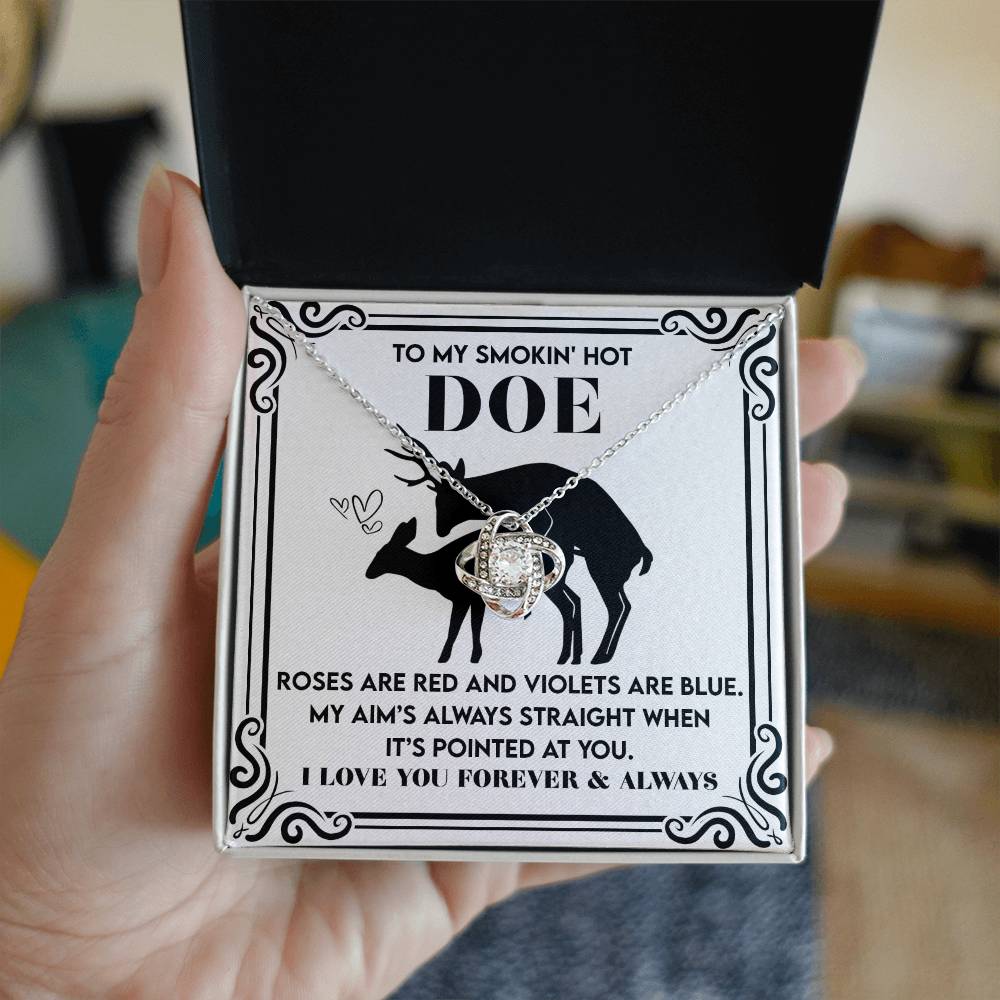 TO MY SMOKIN' HOT
DOE
ROSES ARE RED AND VIOLETS ARE BLUE.
MY AIM'S ALWAYS STRAIGHT WHEN
IT'S POINTED AT YOU.
I LOVE YOU FOREVER & ALWAYS